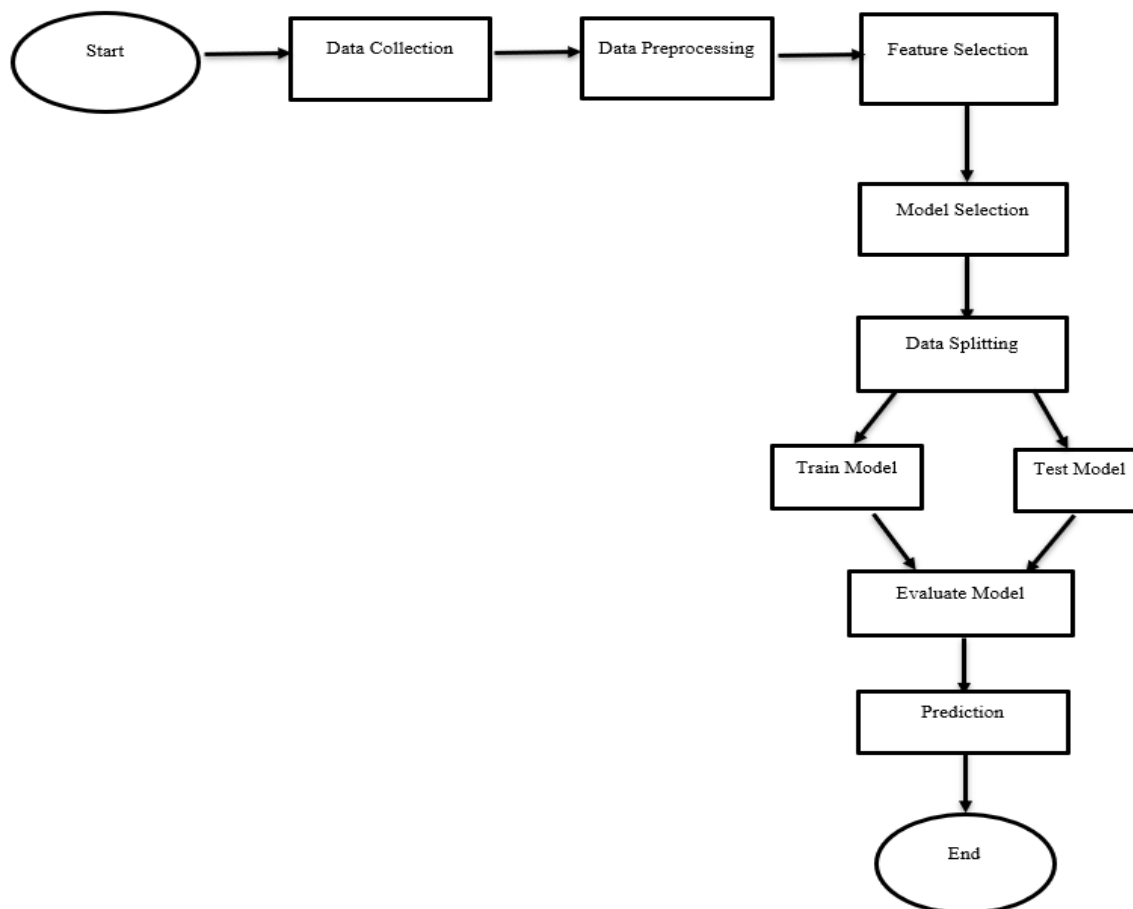 Start
Data Collection
Data Preprocessing
Feature Selection
Model Selection
Data Splitting
Train Model
Test Model
Evaluate Model
Prediction
End